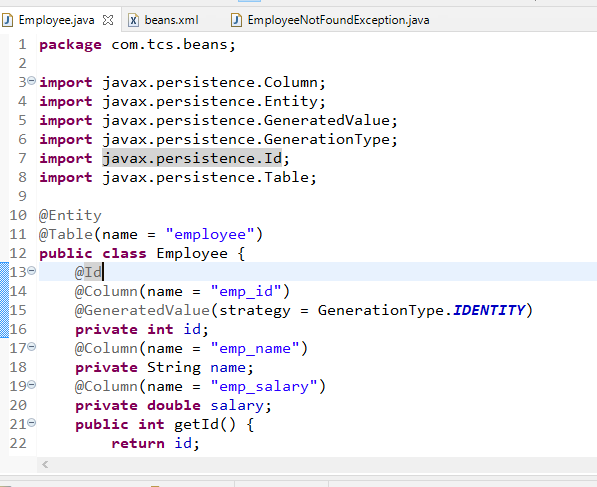 Employee.java
beans.xml
EmployeeNotFoundException.java
1 package com.tcs.beans;
2
3 import javax.persistence.Column;
4 import javax.persistence.Entity;
5 import javax.persistence.GeneratedValue;
6 import javax.persistence.GenerationType;
7 import javax.persistence.Id;
8 import javax.persistence.Table;
9
10 @Entity
11 @Table(name = "employee")
12 public class Employee {
13 @Id
14 @Column(name = "emp_id")
15 @GeneratedValue(strategy = GenerationType.IDENTITY)
16 private int id;
17 @Column(name = "emp_name")
18 private String name;
19 @Column(name = "emp_salary")
20 private double salary;
21 public int getId() {
22 return id;